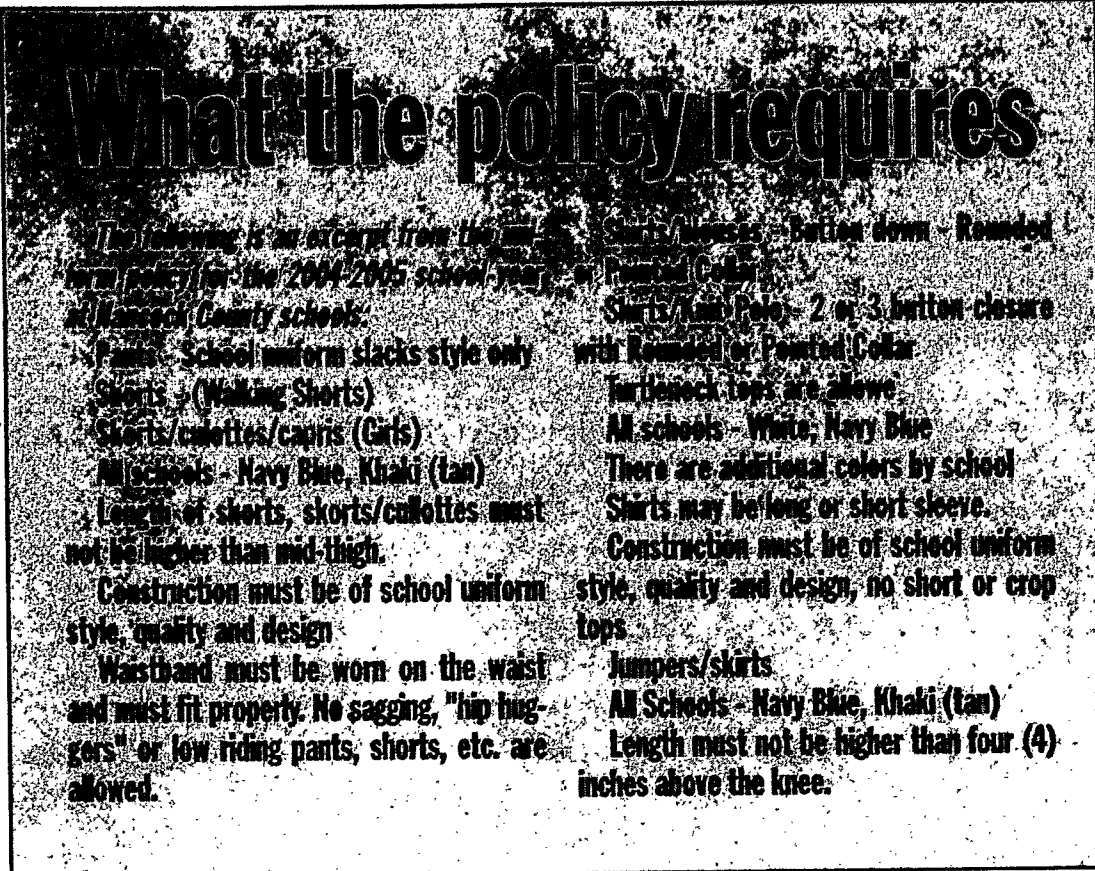 What the policy requires
The following is an excerpt from the uni-
form policy for the 2004-2005 school year
at Hancock County schools:
Pants - School uniform slacks style only
Shorts - (Walking Shorts)
Skorts/culottes/capris (Girls)
All schools - Navy Blue, Khaki (tan)
Length of shorts, skorts/cullottes must
not be higher than mid-thigh.
Construction must be of school uniform
style, quality and design
Waistband must be worn on the waist
and must fit properly. No sagging, "hip hug-
gers" or low riding pants, shorts, etc. are
allowed.
Shirts/blouses - Button down - Rounded
or Pointed Collar
Shirts/Knit Polo - 2 or 3 button closure
with Rounded or Pointed Collar
Turtleneck tops are allowe
All schools - White, Navy Blue
There are additional colors by school
Shirts may be long or short sleeve.
Construction must be of school uniform
style, quality and design, no short or crop
tops
Jumpers/skirts
All Schools - Navy Blue, Khaki (tan)
Length must not be higher than four (4)
inches above the knee.